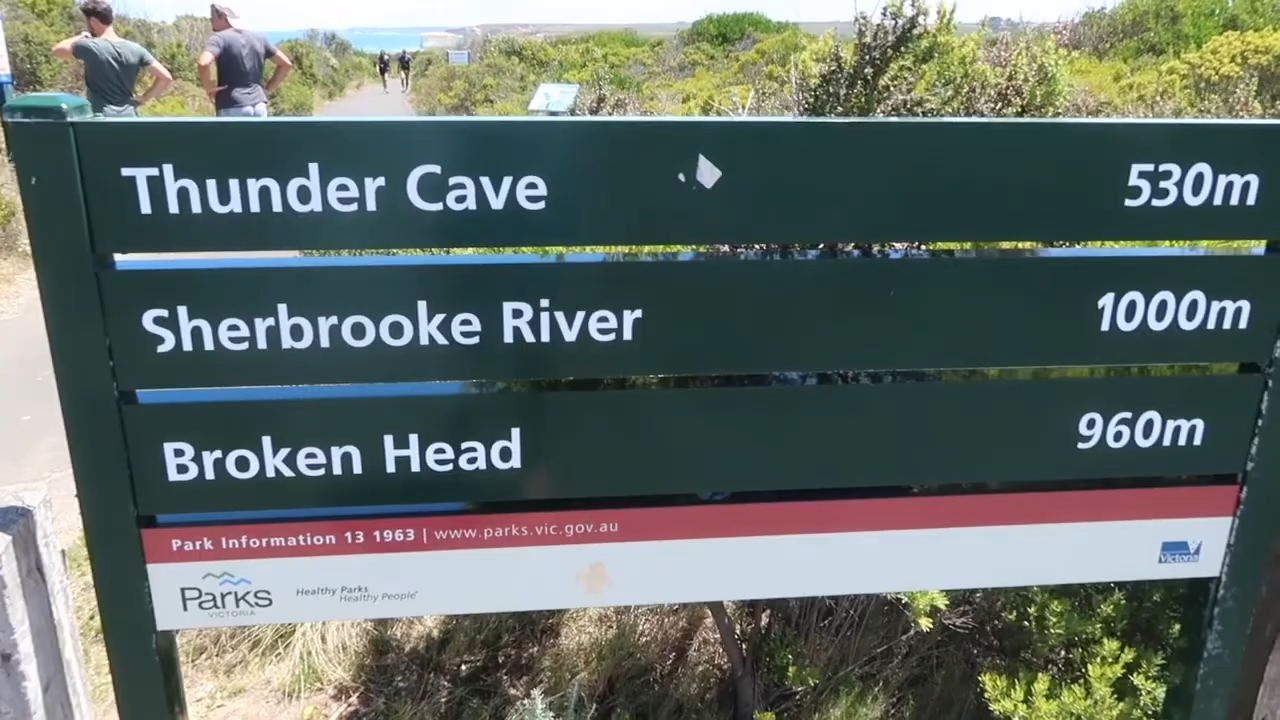 Thunder Cave 530m
Sherbrooke River 1000m
Broken Head 960m
Park Information 13 1963 | www.parks.vic.gov.au
Parks
VICTORIA
Healthy Parks
Healthy People
Victoria